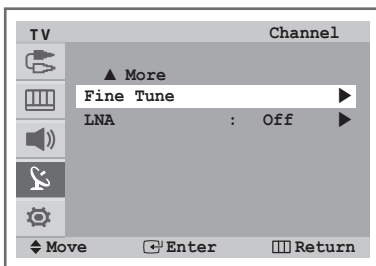 TV Channel
▲ More
Fine Tune ▶
LNA : Off ▶
Move Enter Return